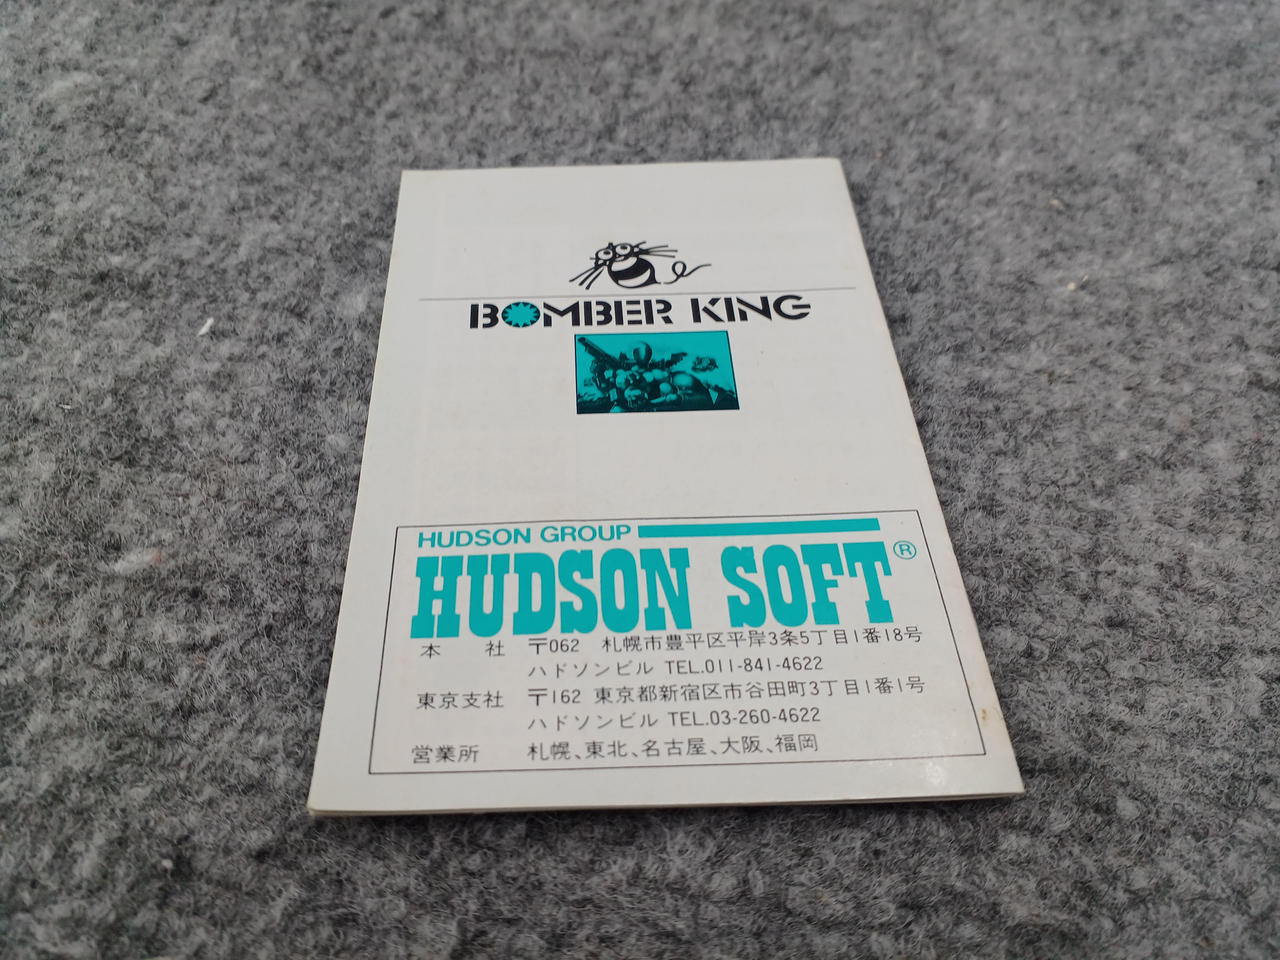 BOMBER KING
HUDSON GROUP
HUDSON SOFT®
本 社 〒062 札幌市豊平区平岸3条5丁目1番18号
ハドソンビル TEL.011-841-4622
東京支社 〒162 東京都新宿区市谷田町3丁目1番1号
ハドソンビル TEL.03-260-4622
営業所 札幌、東北、名古屋、大阪、福岡